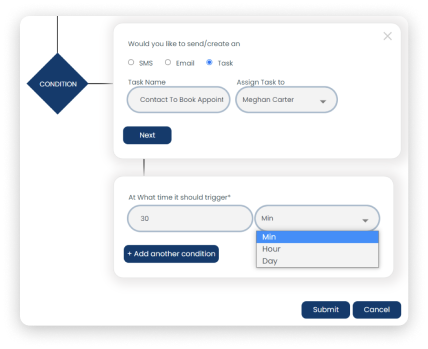 Would you like to send/create an
SMS Email Task
CONDITION
Task Name Assign Task to
Contact To Book Appoint Meghan Carter
Next
At What time it should trigger*
30 Min
Min
Hour
Day
+ Add another condition
Submit Cancel